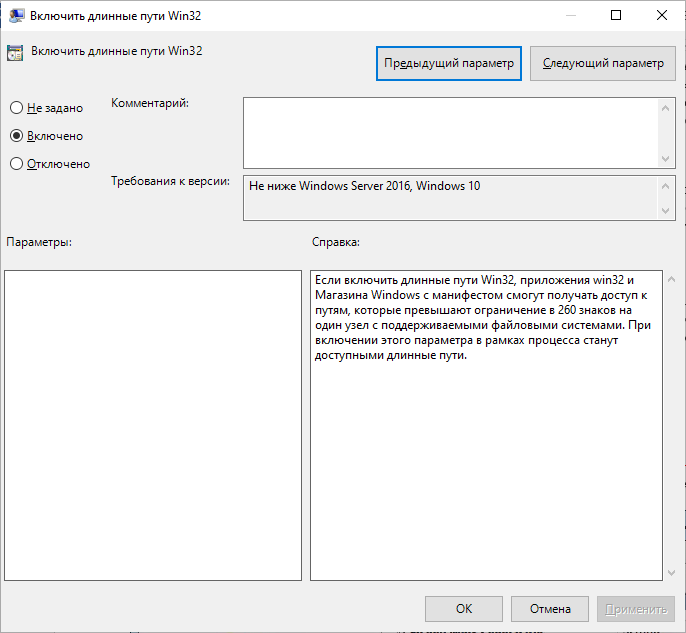 Включить длинные пути Win32
Включить длинные пути Win32
Предыдущий параметр
Следующий параметр
Не задано
Включено
Отключено
Комментарий:
Требования к версии:
Не ниже Windows Server 2016, Windows 10
Параметры:
Справка:
Если включить длинные пути Win32, приложения win32 и
Магазина Windows с манифестом смогут получать доступ к
путям, которые превышают ограничение в 260 знаков на
один узел с поддерживаемыми файловыми системами. При
включении этого параметра в рамках процесса станут
доступными длинные пути.
ОК
Отмена
Применить